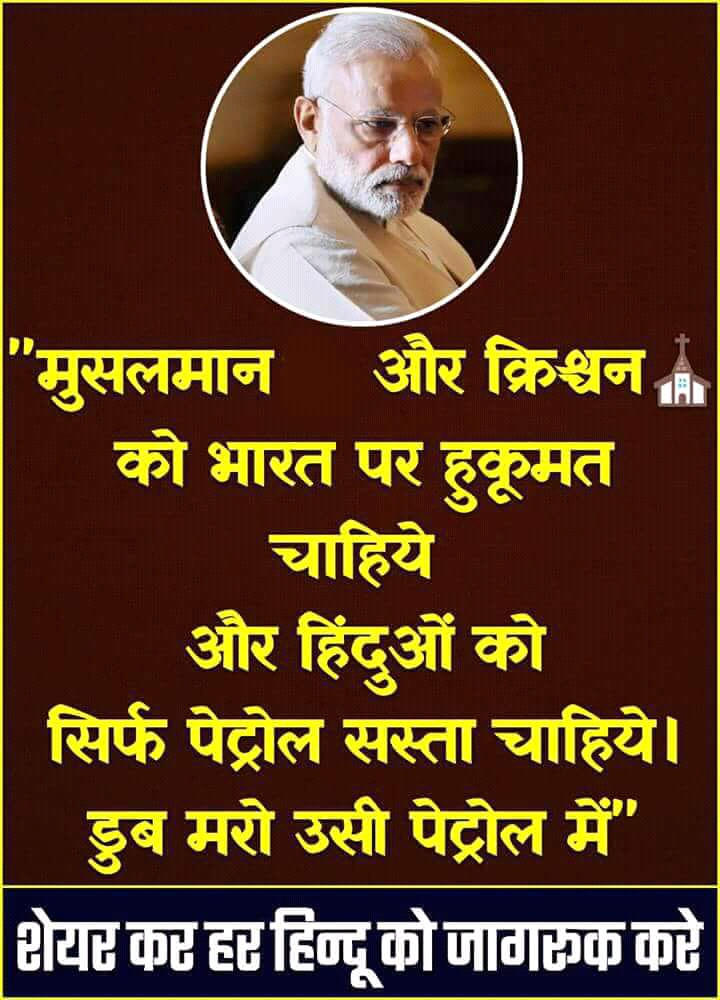 "मुसलमान और क्रिश्चन
को भारत पर हुकूमत
चाहिये
और हिंदुओं को
सिर्फ पेट्रोल सस्ता चाहिये।
डुब मरो उसी पेट्रोल में"
शेयर कर हर हिन्दू को जागरूक करे